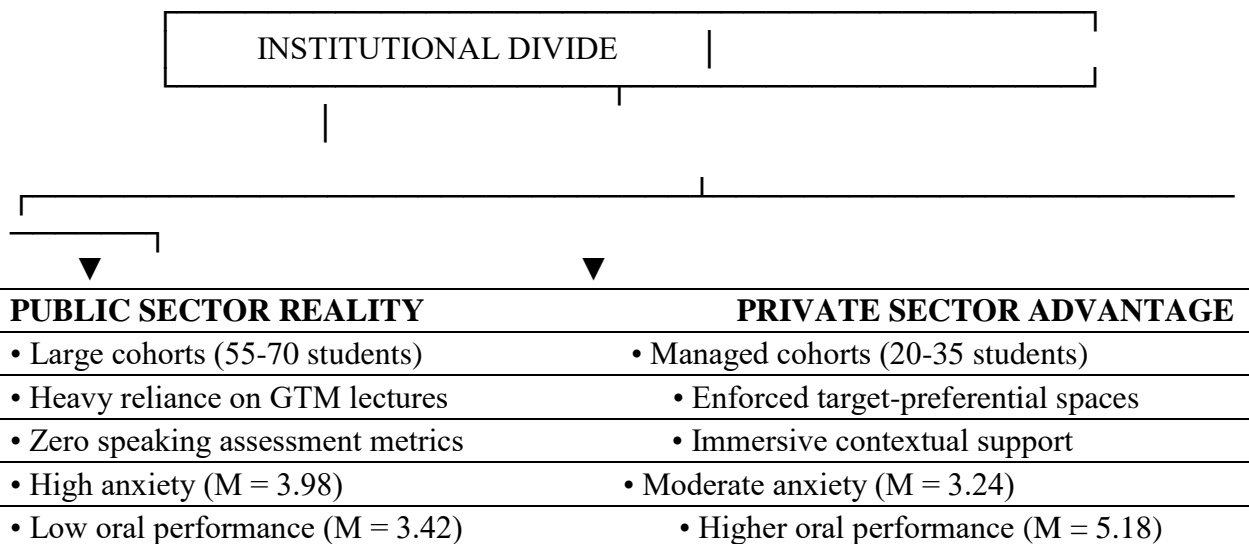 INSTITUTIONAL DIVIDE
PUBLIC SECTOR REALITY PRIVATE SECTOR ADVANTAGE
• Large cohorts (55-70 students) • Managed cohorts (20-35 students)
• Heavy reliance on GTM lectures • Enforced target-preferential spaces
• Zero speaking assessment metrics • Immersive contextual support
• High anxiety (M = 3.98) • Moderate anxiety (M = 3.24)
• Low oral performance (M = 3.42) • Higher oral performance (M = 5.18)